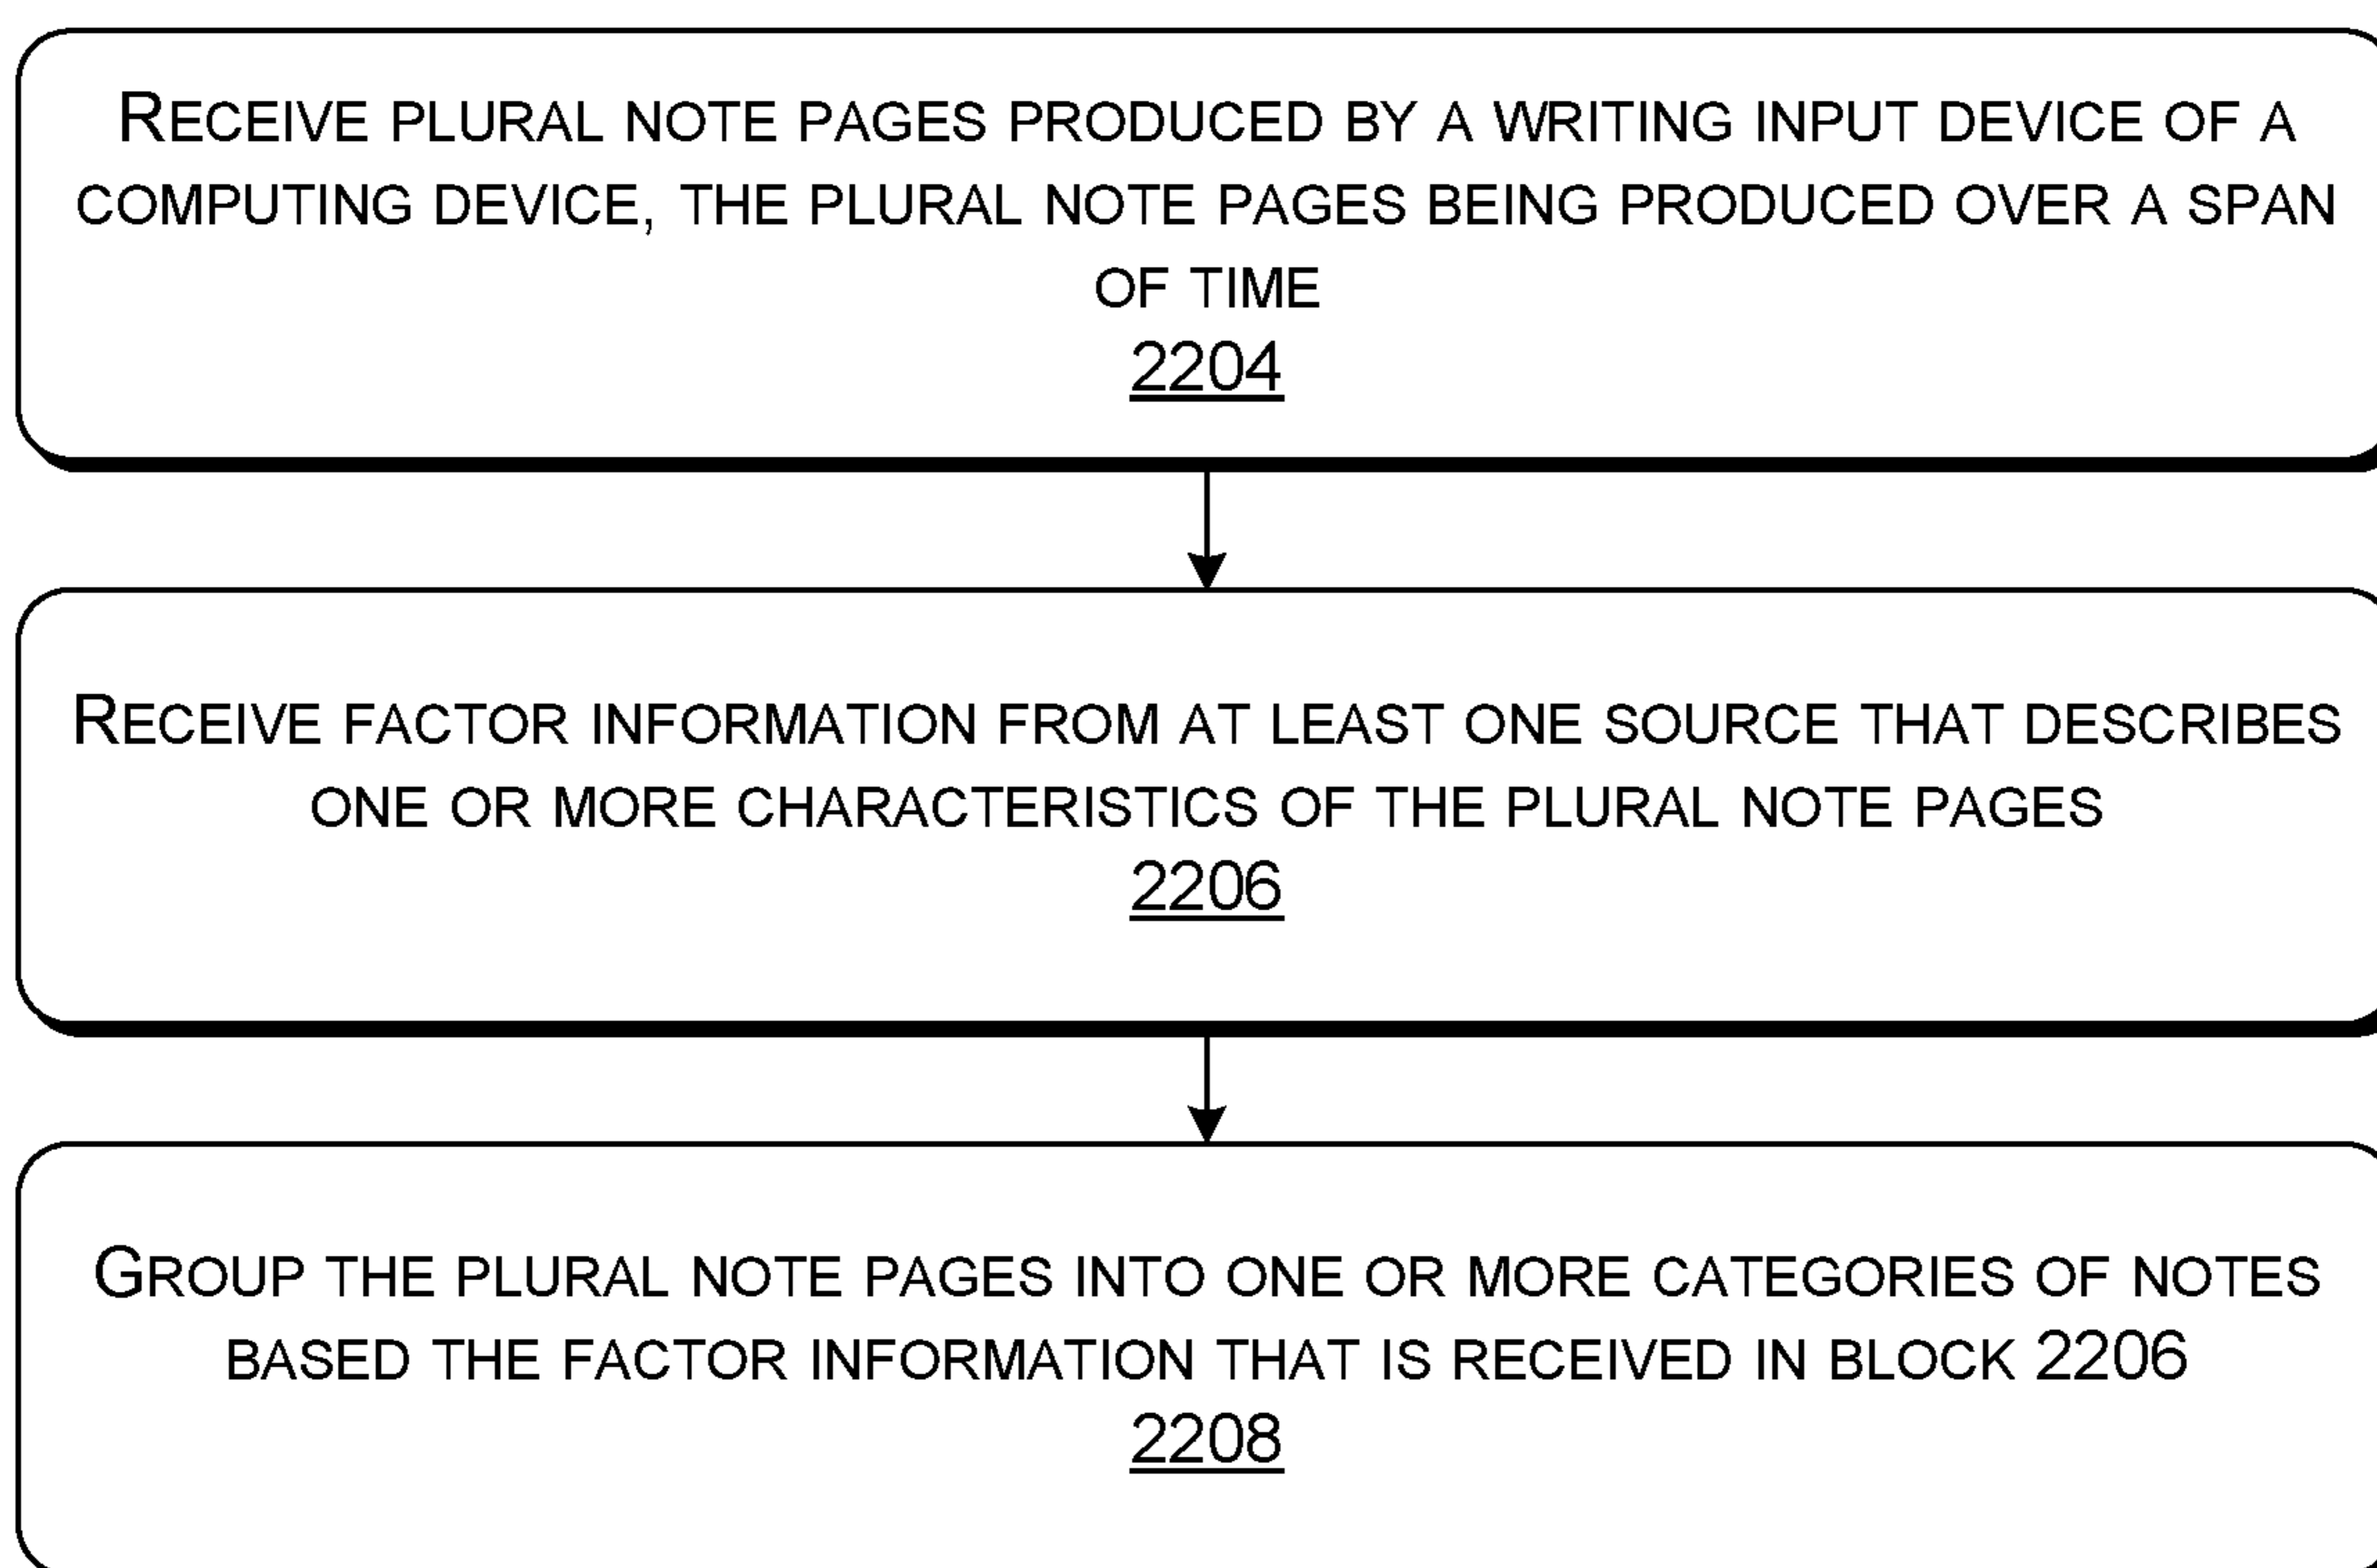 RECEIVE PLURAL NOTE PAGES PRODUCED BY A WRITING INPUT DEVICE OF A
COMPUTING DEVICE, THE PLURAL NOTE PAGES BEING PRODUCED OVER A SPAN
OF TIME
2204
RECEIVE FACTOR INFORMATION FROM AT LEAST ONE SOURCE THAT DESCRIBES
ONE OR MORE CHARACTERISTICS OF THE PLURAL NOTE PAGES
2206
GROUP THE PLURAL NOTE PAGES INTO ONE OR MORE CATEGORIES OF NOTES
BASED THE FACTOR INFORMATION THAT IS RECEIVED IN BLOCK 2206
2208